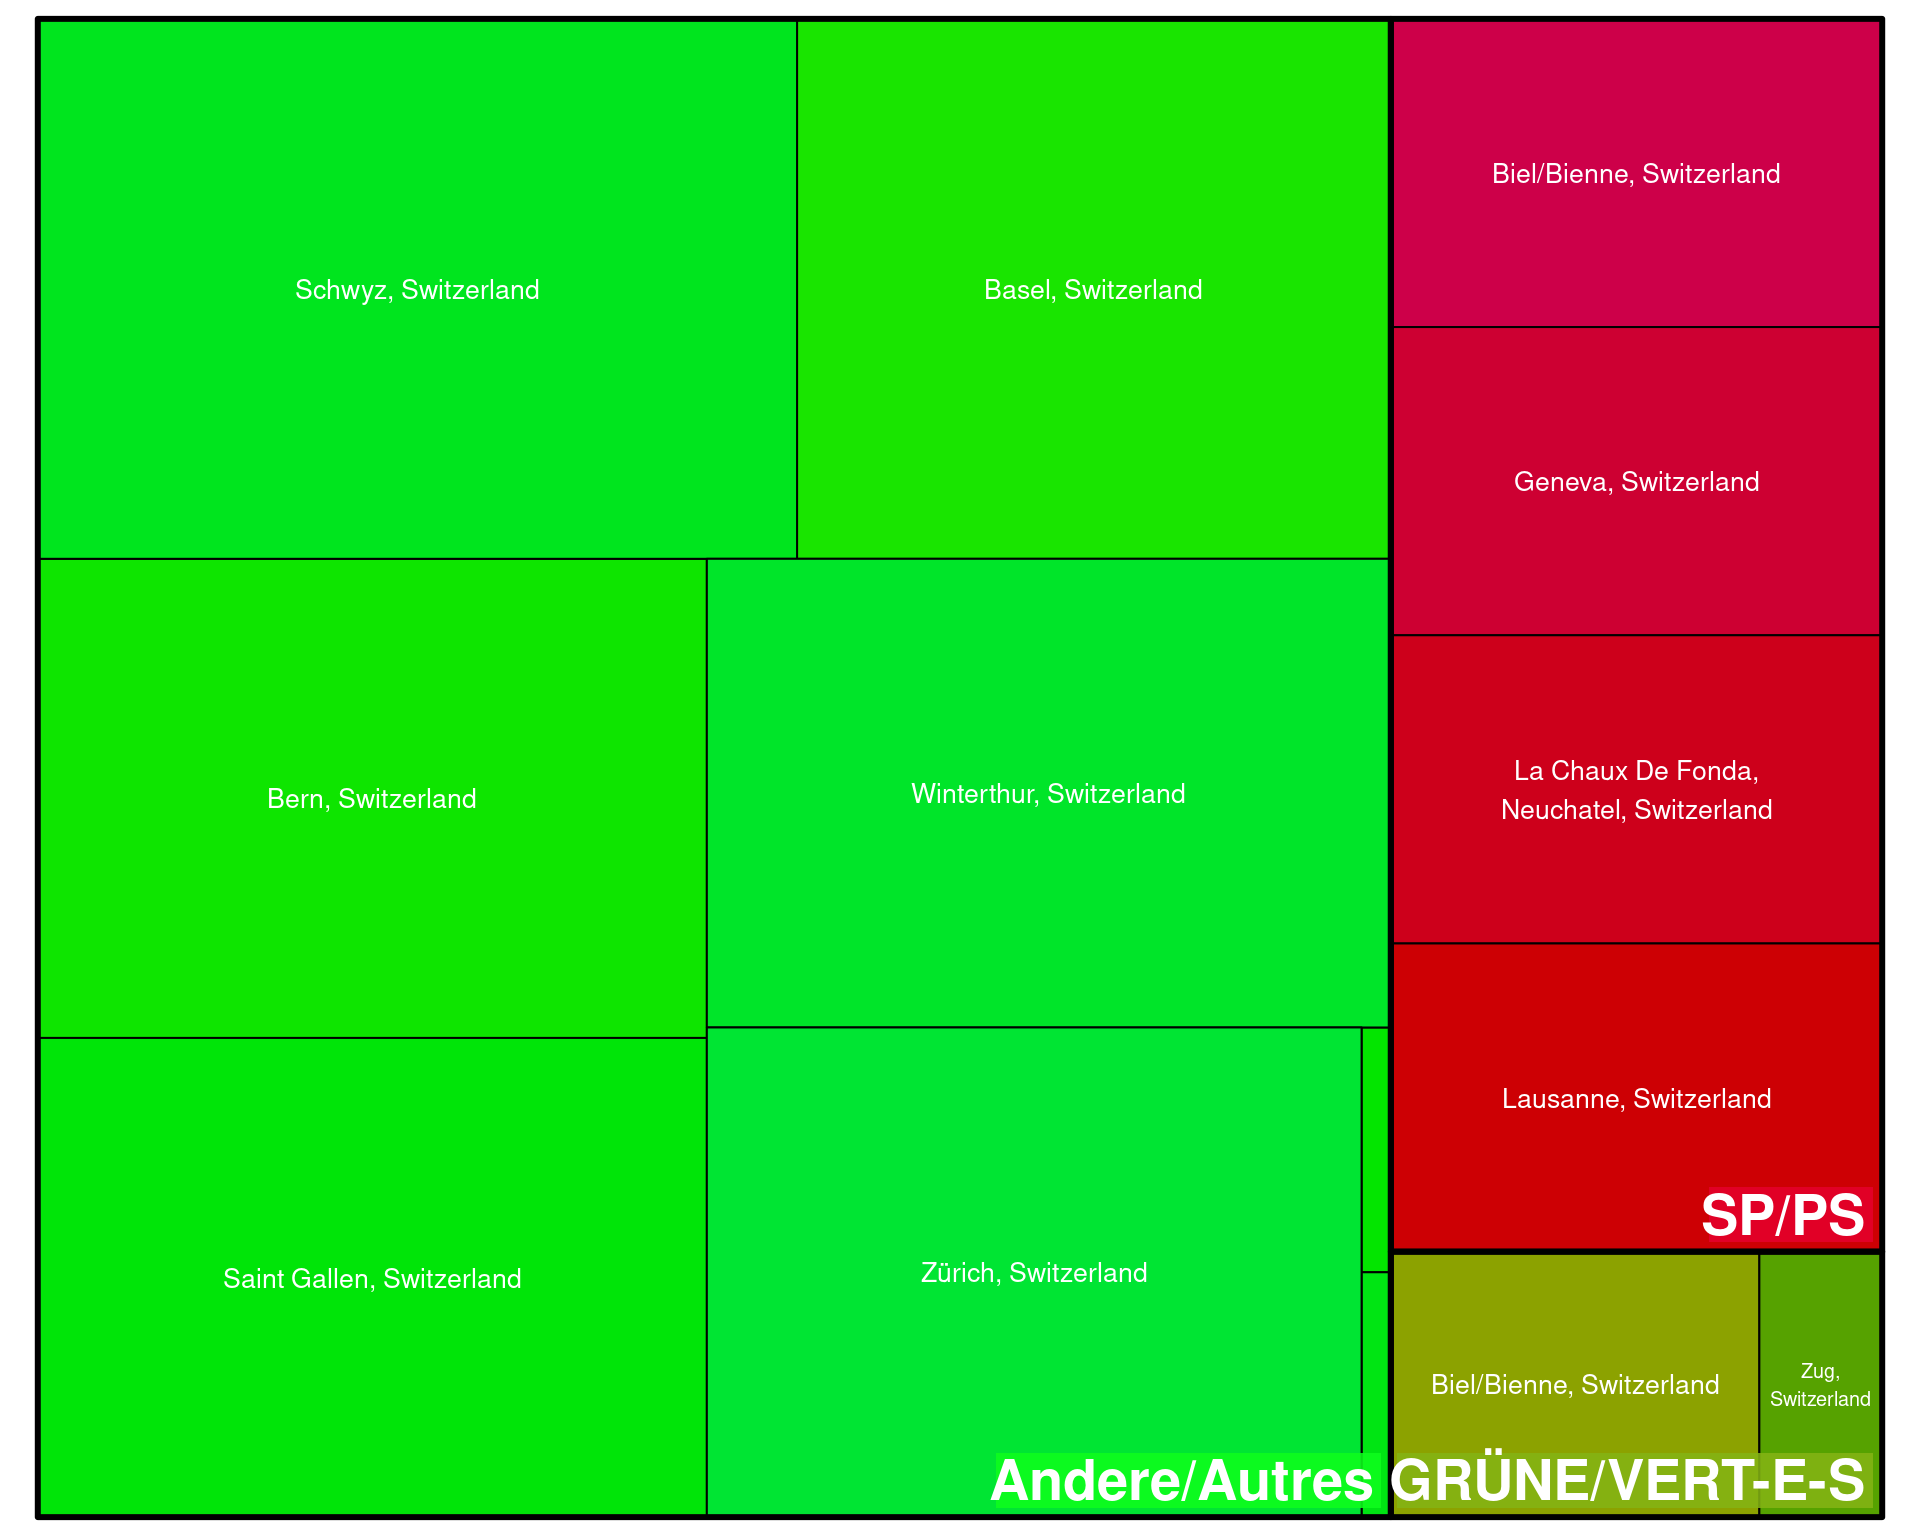 Schwyz, Switzerland
Basel, Switzerland
Bern, Switzerland
Winterthur, Switzerland
Saint Gallen, Switzerland
Zürich, Switzerland
Andere/Autres
Biel/Bienne, Switzerland
Geneva, Switzerland
La Chaux De Fonda,
Neuchatel, Switzerland
Lausanne, Switzerland
SP/PS
Biel/Bienne, Switzerland
Zug,
Switzerland
GRÜNE/VERT-E-S